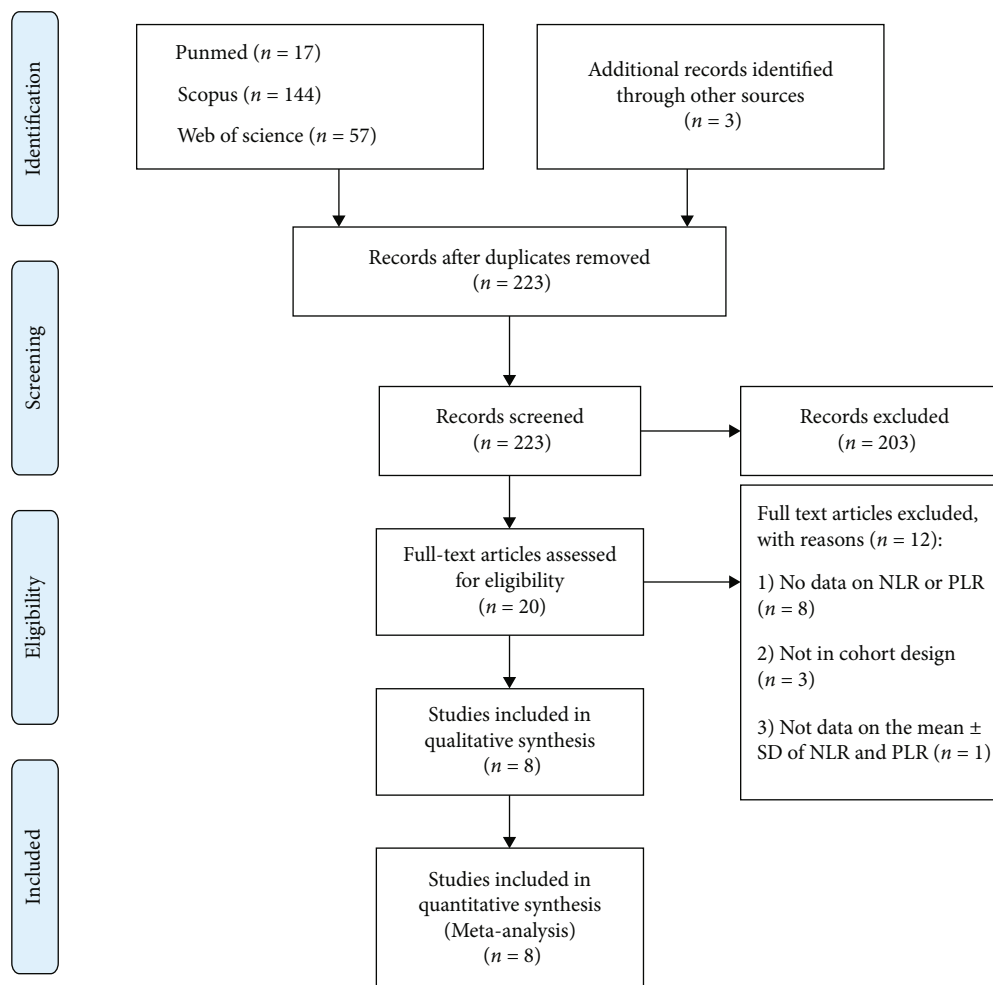 Identification
Punmed (n = 17)
Scopus (n = 144)
Web of science (n = 57)
Additional records identified
through other sources
(n = 3)
Records after duplicates removed
(n = 223)
Screening
Records screened
(n = 223)
Records excluded
(n = 203)
Eligibility
Full-text articles assessed
for eligibility
(n = 20)
Full text articles excluded,
with reasons (n = 12):
1) No data on NLR or PLR
(n = 8)
2) Not in cohort design
(n = 3)
3) Not data on the mean ±
SD of NLR and PLR (n = 1)
Studies included in
qualitative synthesis
(n = 8)
Included
Studies included in
quantitative synthesis
(Meta-analysis)
(n = 8)